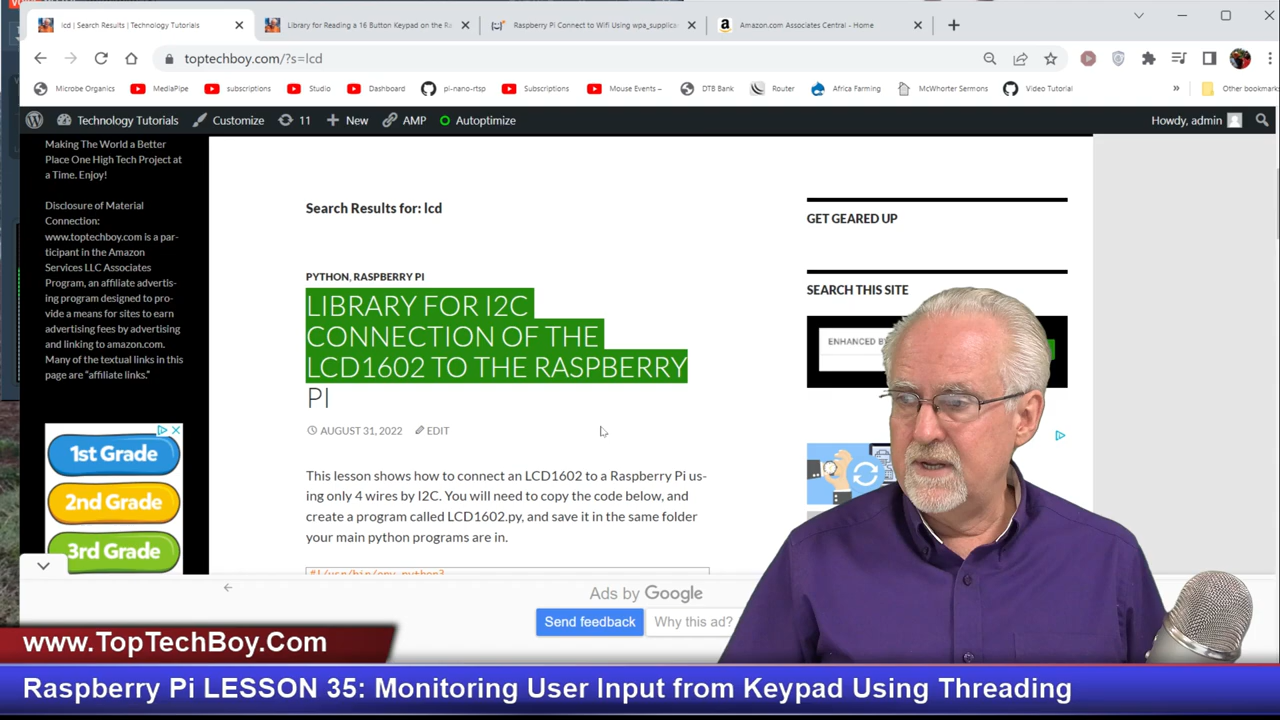 lcd | Search Results | Technology Tutorials
Library for Reading a 16 Button Keypad on the Ra
Raspberry Pi Connect to Wifi Using wpa_supplic
Amazon.com Associates Central - Home
toptechboy.com/?s=lcd
Microbe Organics
MediaPipe
subscriptions
Studio
Dashboard
pi-nano-rtsp
Subscriptions
Mouse Events –
DTB Bank
Router
Africa Farming
McWhorter Sermons
Video Tutorial
Other bookmarks
Technology Tutorials
Customize
11
New
AMP
Autoptimize
Howdy, admin
Making The World a Better
Place One High Tech Project at
a Time. Enjoy!
Disclosure of Material
Connection:
www.toptechboy.com is a par-
ticipant in the Amazon
Services LLC Associates
Program, an affiliate advertis-
ing program designed to pro-
vide a means for sites to earn
advertising fees by advertising
and linking to amazon.com.
Many of the textual links in this
page are “affiliate links.”
1st Grade
2nd Grade
3rd Grade
Search Results for: lcd
PYTHON, RASPBERRY PI
LIBRARY FOR I2C
CONNECTION OF THE
LCD1602 TO THE RASPBERRY
PI
AUGUST 31, 2022
EDIT
This lesson shows how to connect an LCD1602 to a Raspberry Pi us-
ing only 4 wires by I2C. You will need to copy the code below, and
create a program called LCD1602.py, and save it in the same folder
your main python programs are in.
#!/usr/bin/env python3
GET GEARED UP
SEARCH THIS SITE
ENHANCED BY
Ads by Google
Send feedback
Why this ad?
www.TopTechBoy.Com
Raspberry Pi LESSON 35: Monitoring User Input from Keypad Using Threading